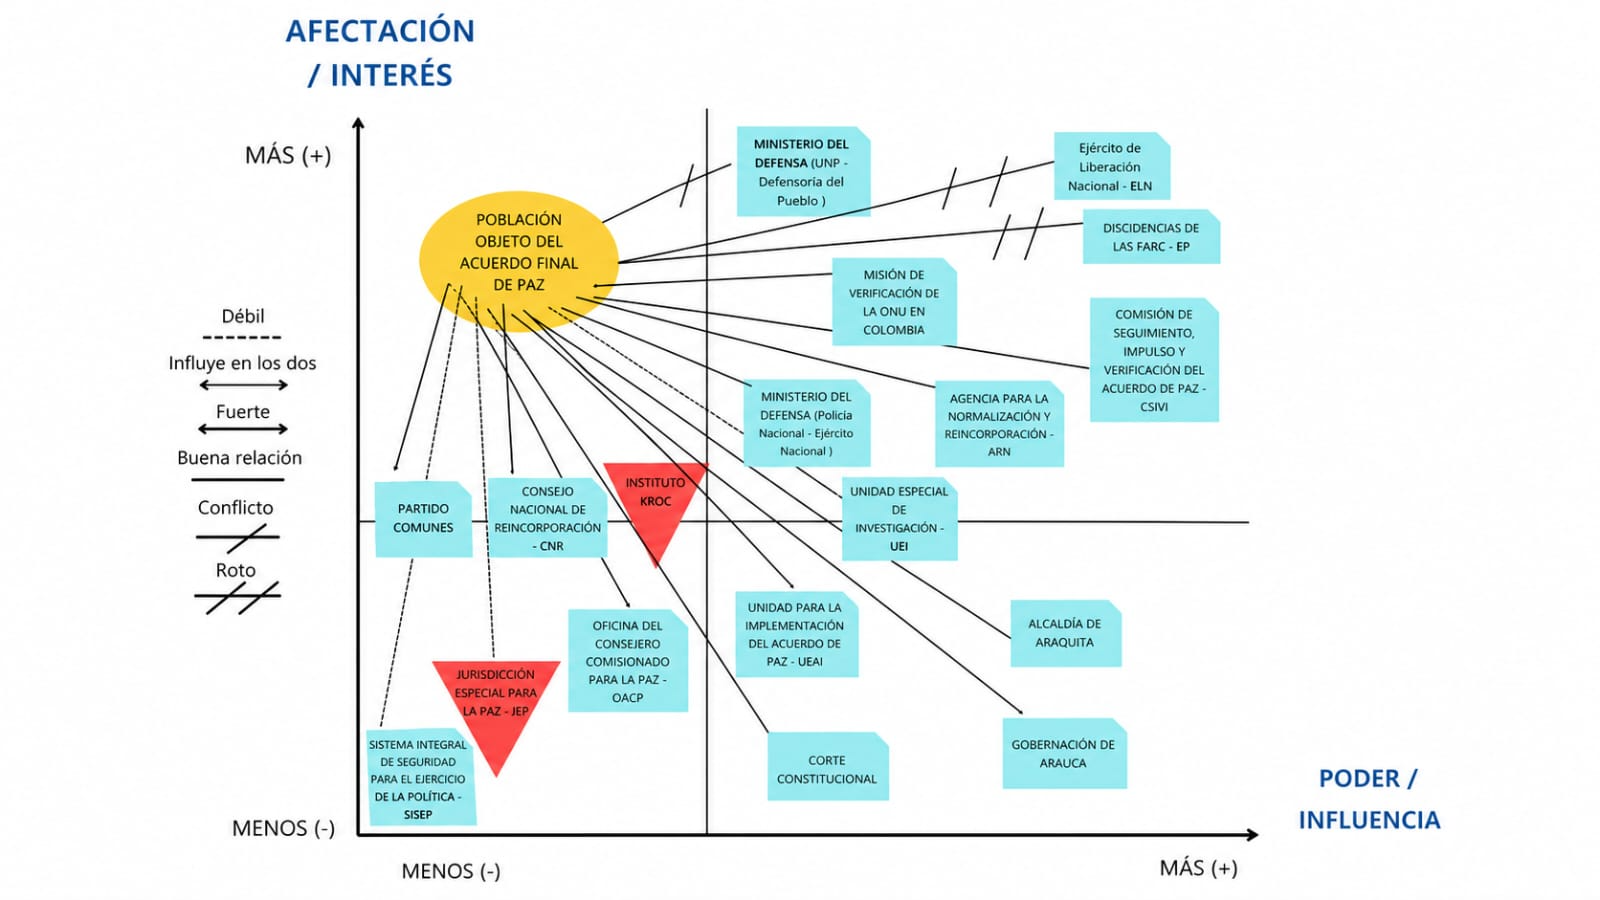 AFECTACIÓN
/ INTERÉS
MÁS (+)
POBLACIÓN
OBJETO DEL
ACUERDO FINAL
DE PAZ
MINISTERIO DEL
DEFENSA (UNP -
Defensoría del
Pueblo )
Ejército de
Liberación
Nacional - ELN
DISCIDENCIAS DE
LAS FARC - EP
MISIÓN DE
VERIFICACIÓN DE
LA ONU EN
COLOMBIA
COMISIÓN DE
SEGUIMIENTO,
IMPULSO Y
VERIFICACIÓN DEL
ACUERDO DE PAZ -
CSIVI
Débil
Influye en los dos
Fuerte
Buena relación
Conflicto
Roto
MINISTERIO DEL
DEFENSA (Policía
Nacional - Ejército
Nacional )
AGENCIA PARA LA
NORMALIZACIÓN Y
REINCORPORACIÓN -
ARN
PARTIDO
COMUNES
CONSEJO
NACIONAL DE
REINCORPORACIÓN
- CNR
INSTITUTO
KROC
UNIDAD ESPECIAL
DE
INVESTIGACIÓN -
UEI
OFICINA DEL
CONSEJERO
COMISIONADO
PARA LA PAZ -
OACP
UNIDAD PARA LA
IMPLEMENTACIÓN
DEL ACUERDO DE
PAZ - UEAI
ALCALDÍA DE
ARAQUITA
JURISDICCIÓN
ESPECIAL PARA
LA PAZ - JEP
SISTEMA INTEGRAL
DE SEGURIDAD
PARA EL EJERCICIO
DE LA POLÍTICA -
SISEP
CORTE
CONSTITUCIONAL
GOBERNACIÓN DE
ARAUCA
PODER /
INFLUENCIA
MENOS (-)
MENOS (-)
MÁS (+)